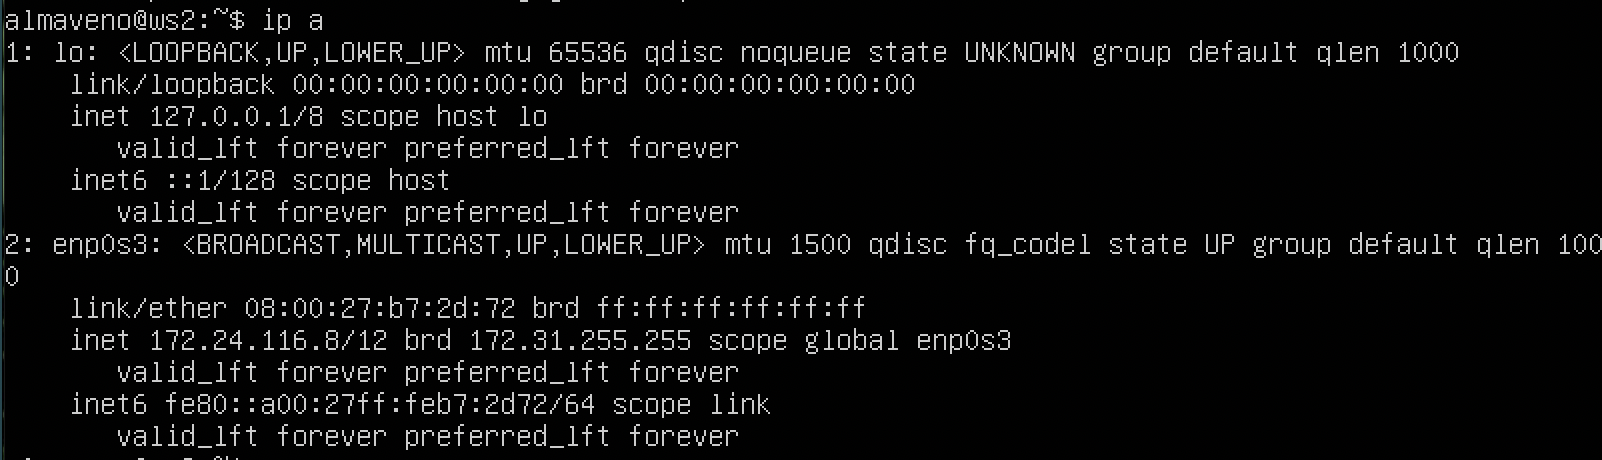 almaveno@ws2:~$ ip a
1: lo: <LOOPBACK,UP,LOWER_UP> mtu 65536 qdisc noqueue state UNKNOWN group default qlen 1000
    link/loopback 00:00:00:00:00:00 brd 00:00:00:00:00:00
    inet 127.0.0.1/8 scope host lo
       valid_lft forever preferred_lft forever
    inet6 ::1/128 scope host
       valid_lft forever preferred_lft forever
2: enp0s3: <BROADCAST,MULTICAST,UP,LOWER_UP> mtu 1500 qdisc fq_codel state UP group default qlen 100
0
    link/ether 08:00:27:b7:2d:72 brd ff:ff:ff:ff:ff:ff
    inet 172.24.116.8/12 brd 172.31.255.255 scope global enp0s3
       valid_lft forever preferred_lft forever
    inet6 fe80::a00:27ff:feb7:2d72/64 scope link
       valid_lft forever preferred_lft forever